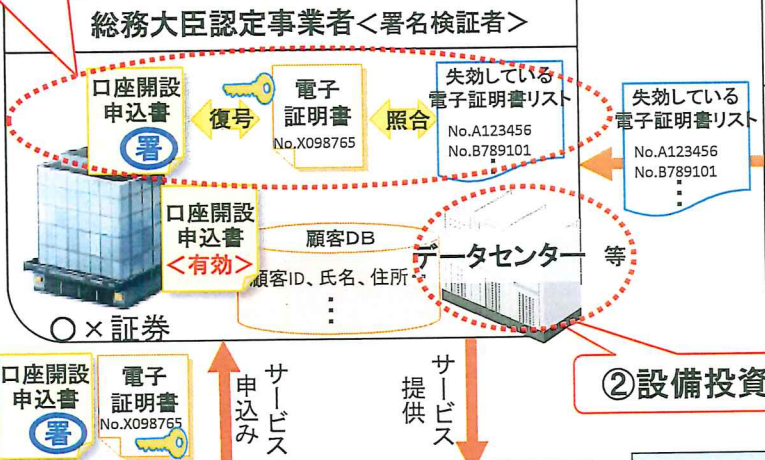 総務大臣認定事業者<署名検証者>
口座開設
申込書
署
復号
電子
証明書
No.X098765
照合
失効している
電子証明書リスト
No.A123456
No.B789101
失効している
電子証明書リスト
No.A123456
No.B789101
口座開設
申込書
<有効>
顧客DB
顧客ID、氏名、住所…
データセンター 等
〇×証券
②設備投資
口座開設
申込書
署
電子
証明書
No.X098765
サービス
申込み
サービス
提供